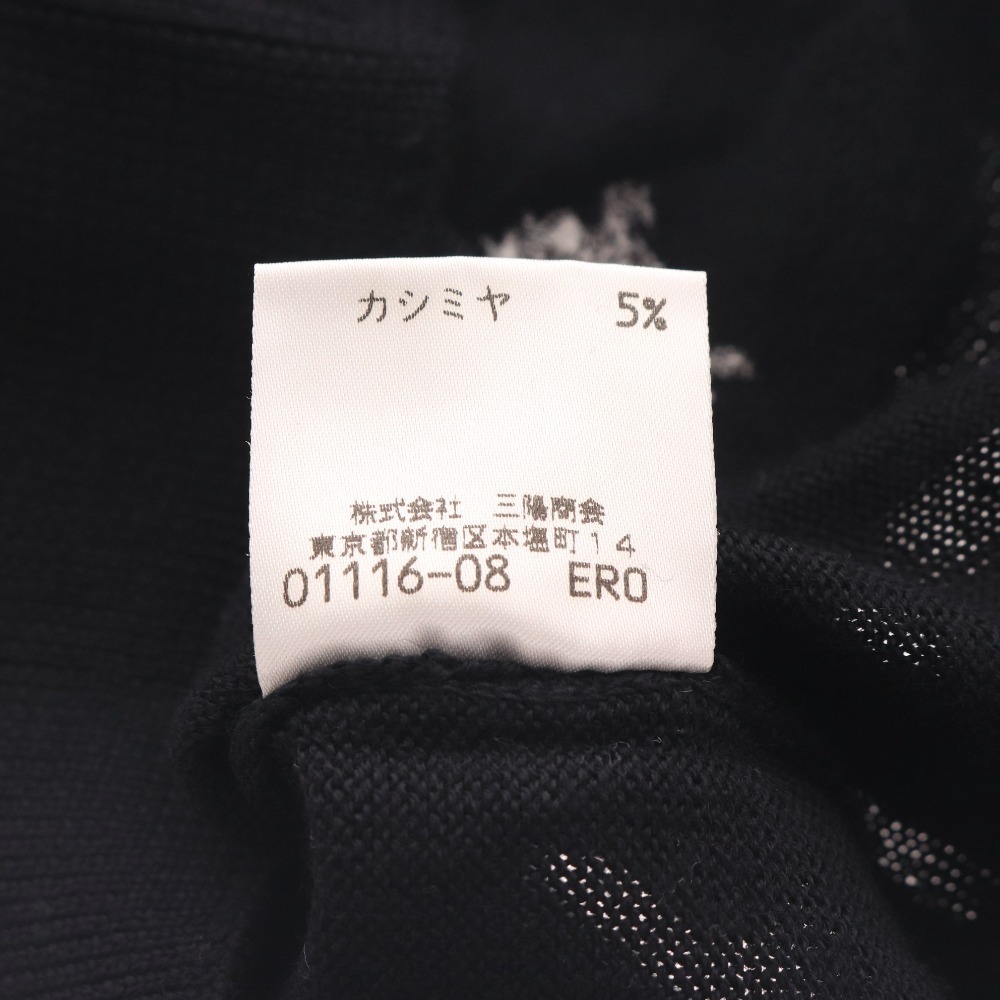 カシミヤ 5%
株式会社 三陽商会
東京都新宿区本塩町14
01116-08 ERO